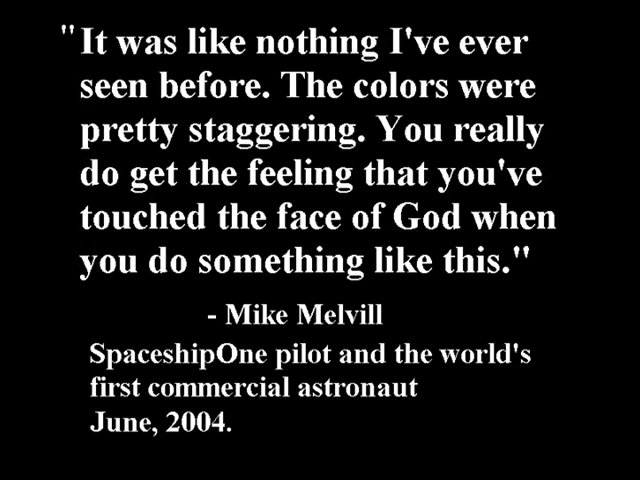 "It was like nothing I've ever
seen before. The colors were
pretty staggering. You really
do get the feeling that you've
touched the face of God when
you do something like this."
- Mike Melvill
SpaceshipOne pilot and the world's
first commercial astronaut
June, 2004.